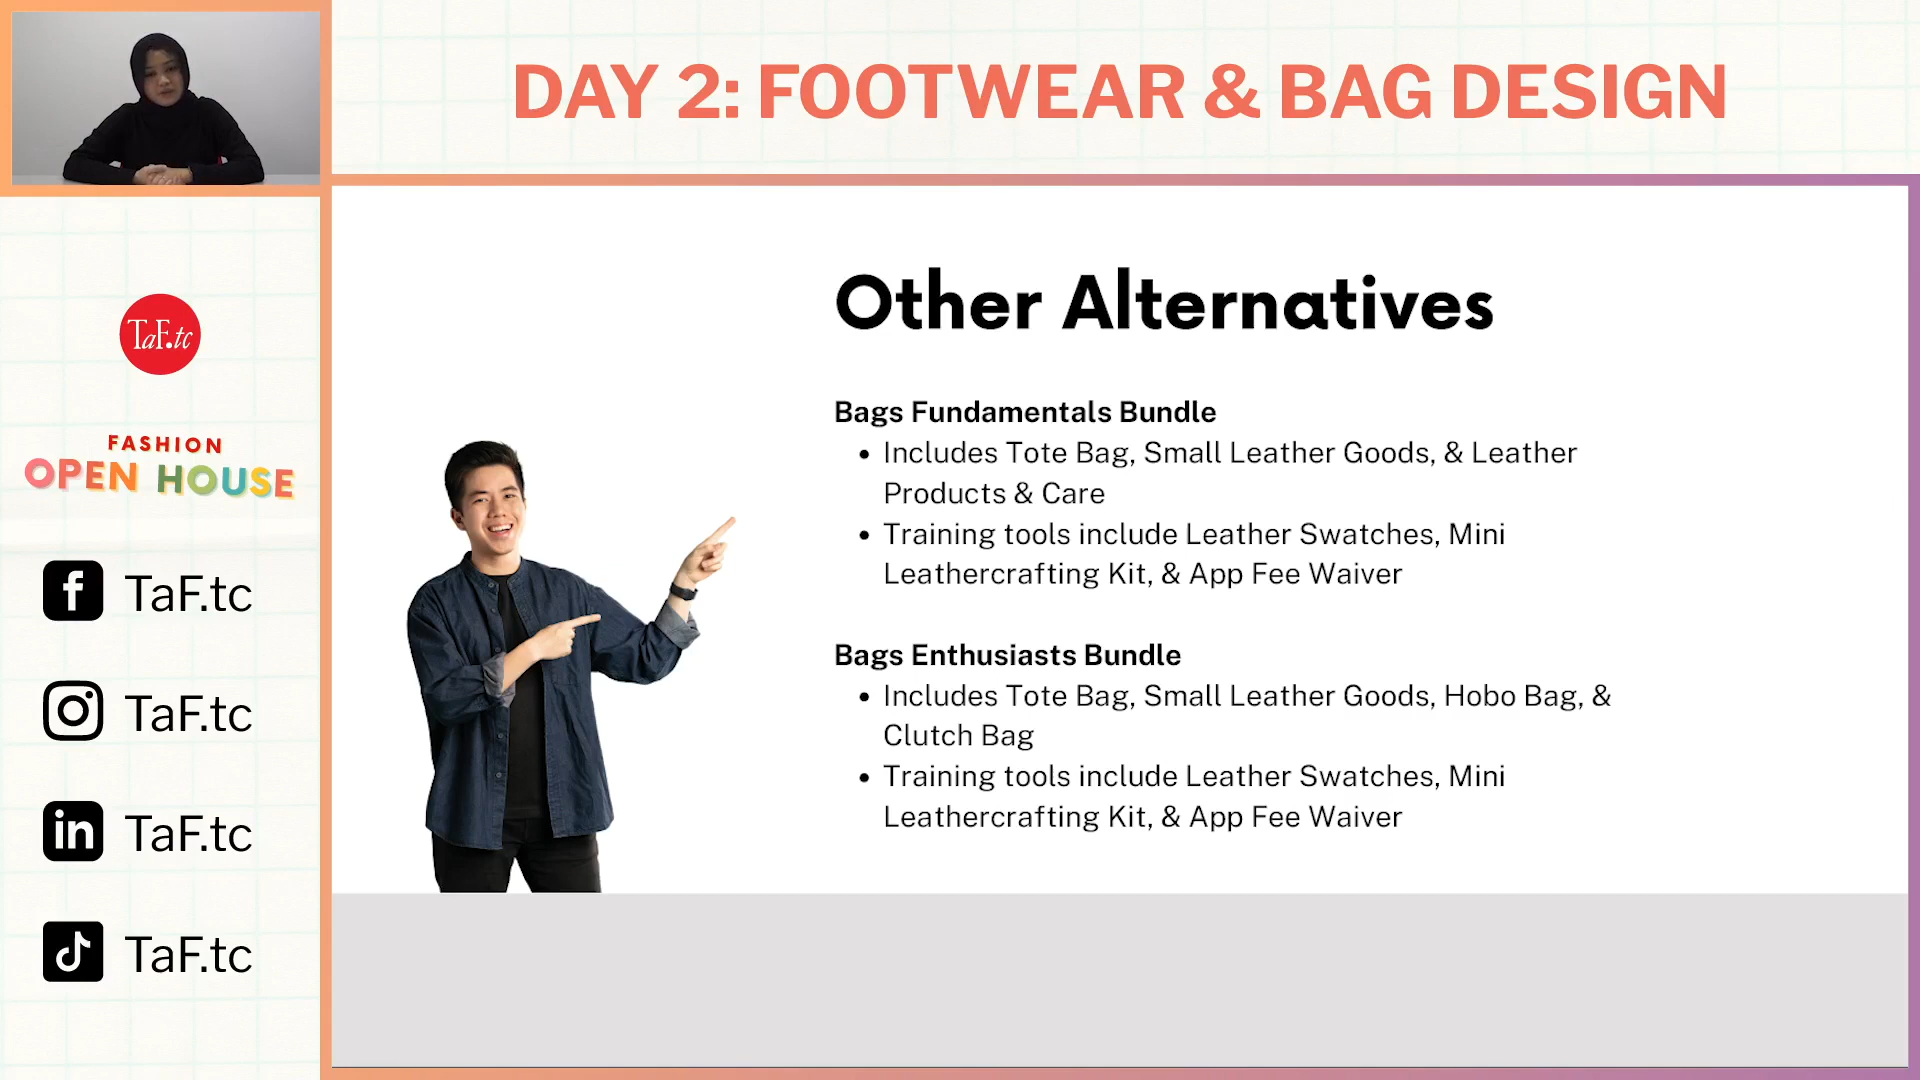 DAY 2: FOOTWEAR & BAG DESIGN
TaF.tc
FASHION
OPEN HOUSE
TaF.tc
TaF.tc
in TaF.tc
TaF.tc
Other Alternatives
Bags Fundamentals Bundle
• Includes Tote Bag, Small Leather Goods, & Leather
Products & Care
• Training tools include Leather Swatches, Mini
Leathercrafting Kit, & App Fee Waiver
Bags Enthusiasts Bundle
• Includes Tote Bag, Small Leather Goods, Hobo Bag, &
Clutch Bag
• Training tools include Leather Swatches, Mini
Leathercrafting Kit, & App Fee Waiver